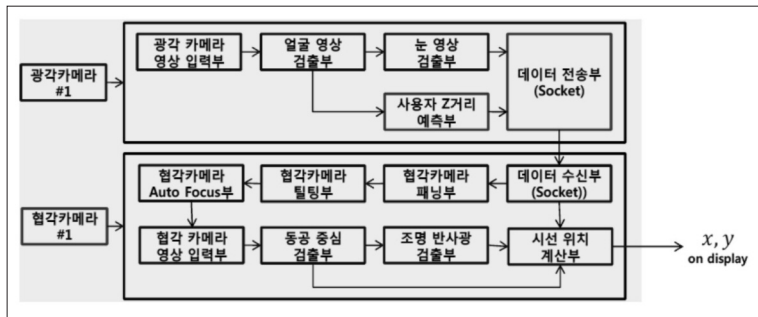 광각카메라
#1
광각 카메라
영상 입력부
얼굴 영상
검출부
눈 영상
검출부
사용자 Z거리
예측부
데이터 전송부
(Socket)
협각카메라
#1
협각카메라
Auto Focus부
협각카메라
틸팅부
협각카메라
패닝부
데이터 수신부
(Socket))
협각 카메라
영상 입력부
동공 중심
검출부
조명 반사광
검출부
시선 위치
계산부
x, y
on display